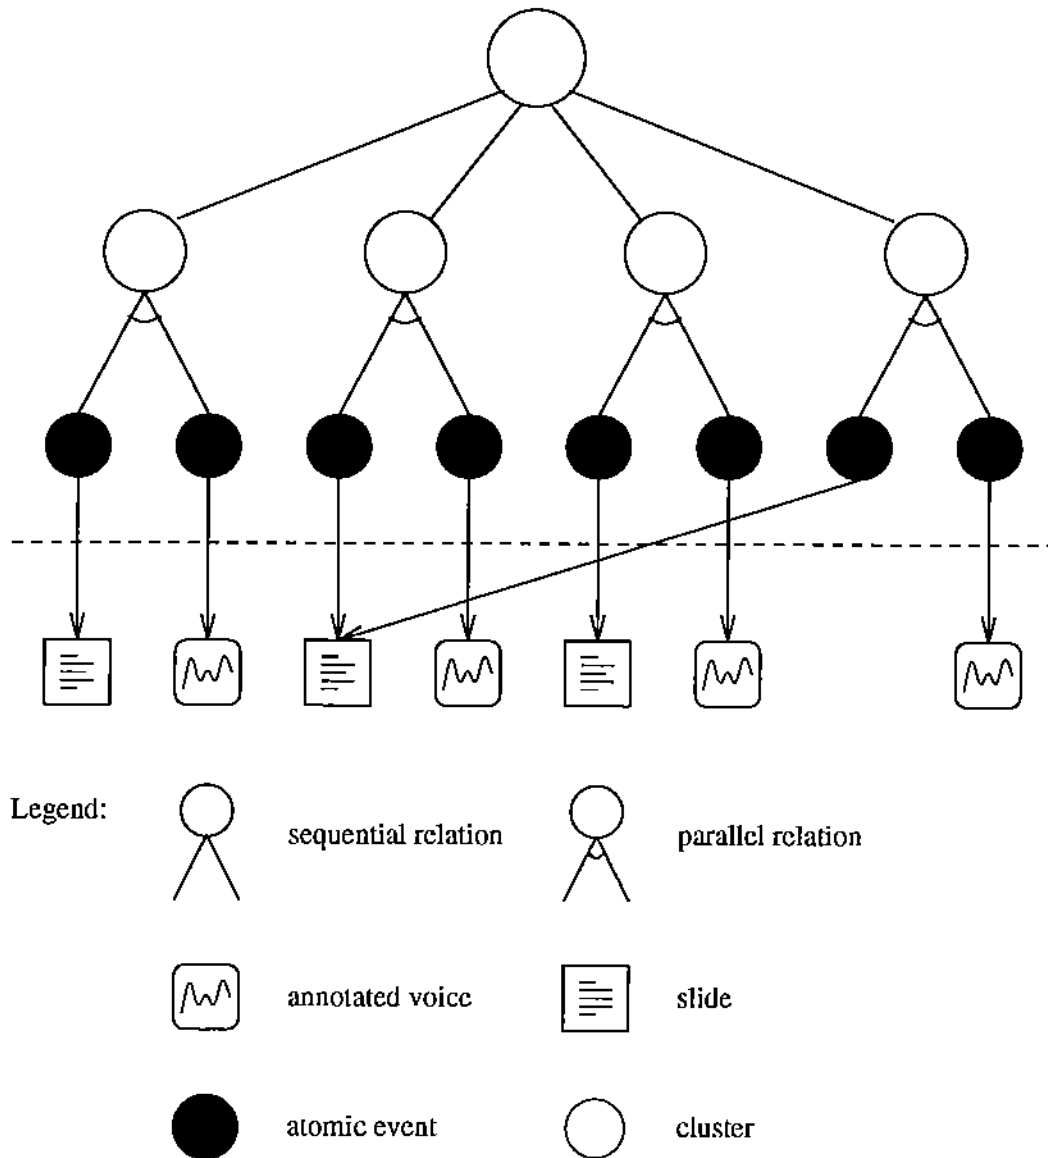 Legend:
sequential relation
parallel relation
annotated voice
slide
atomic event
cluster